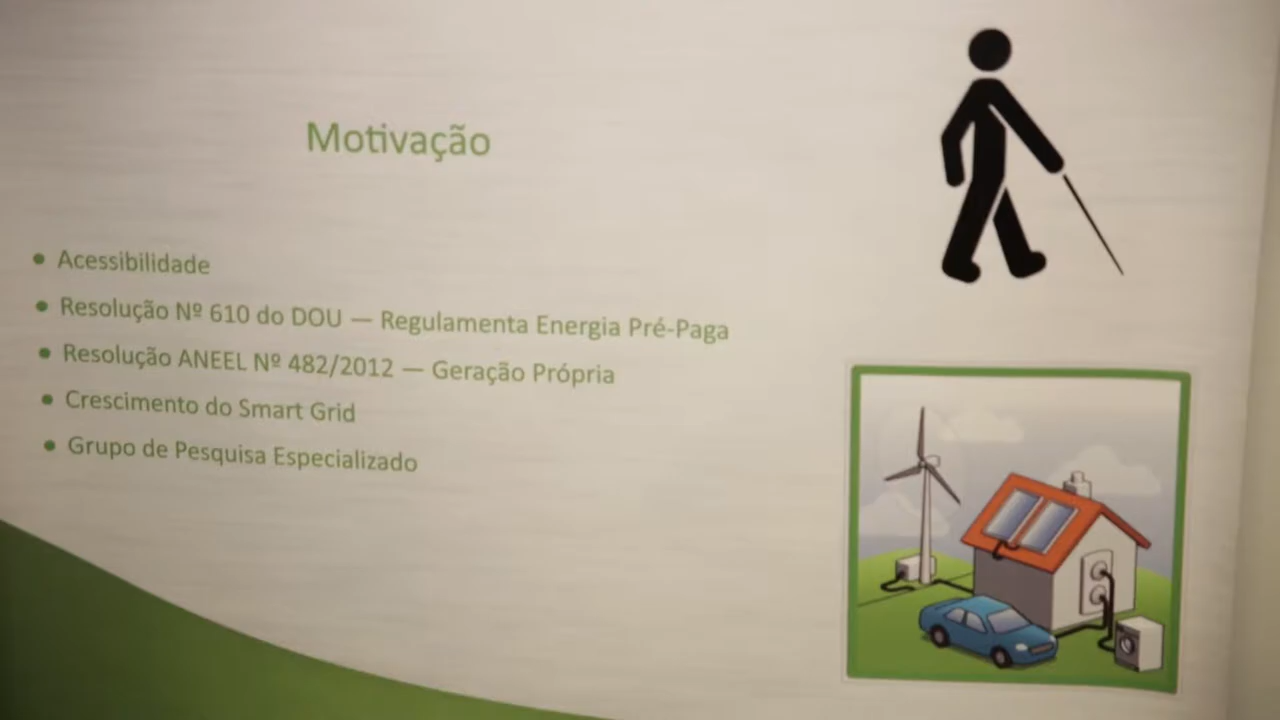 Motivação
• Acessibilidade
• Resolução Nº 610 do DOU — Regulamenta Energia Pré-Paga
• Resolução ANEEL Nº 482/2012 — Geração Própria
• Crescimento do Smart Grid
• Grupo de Pesquisa Especializado